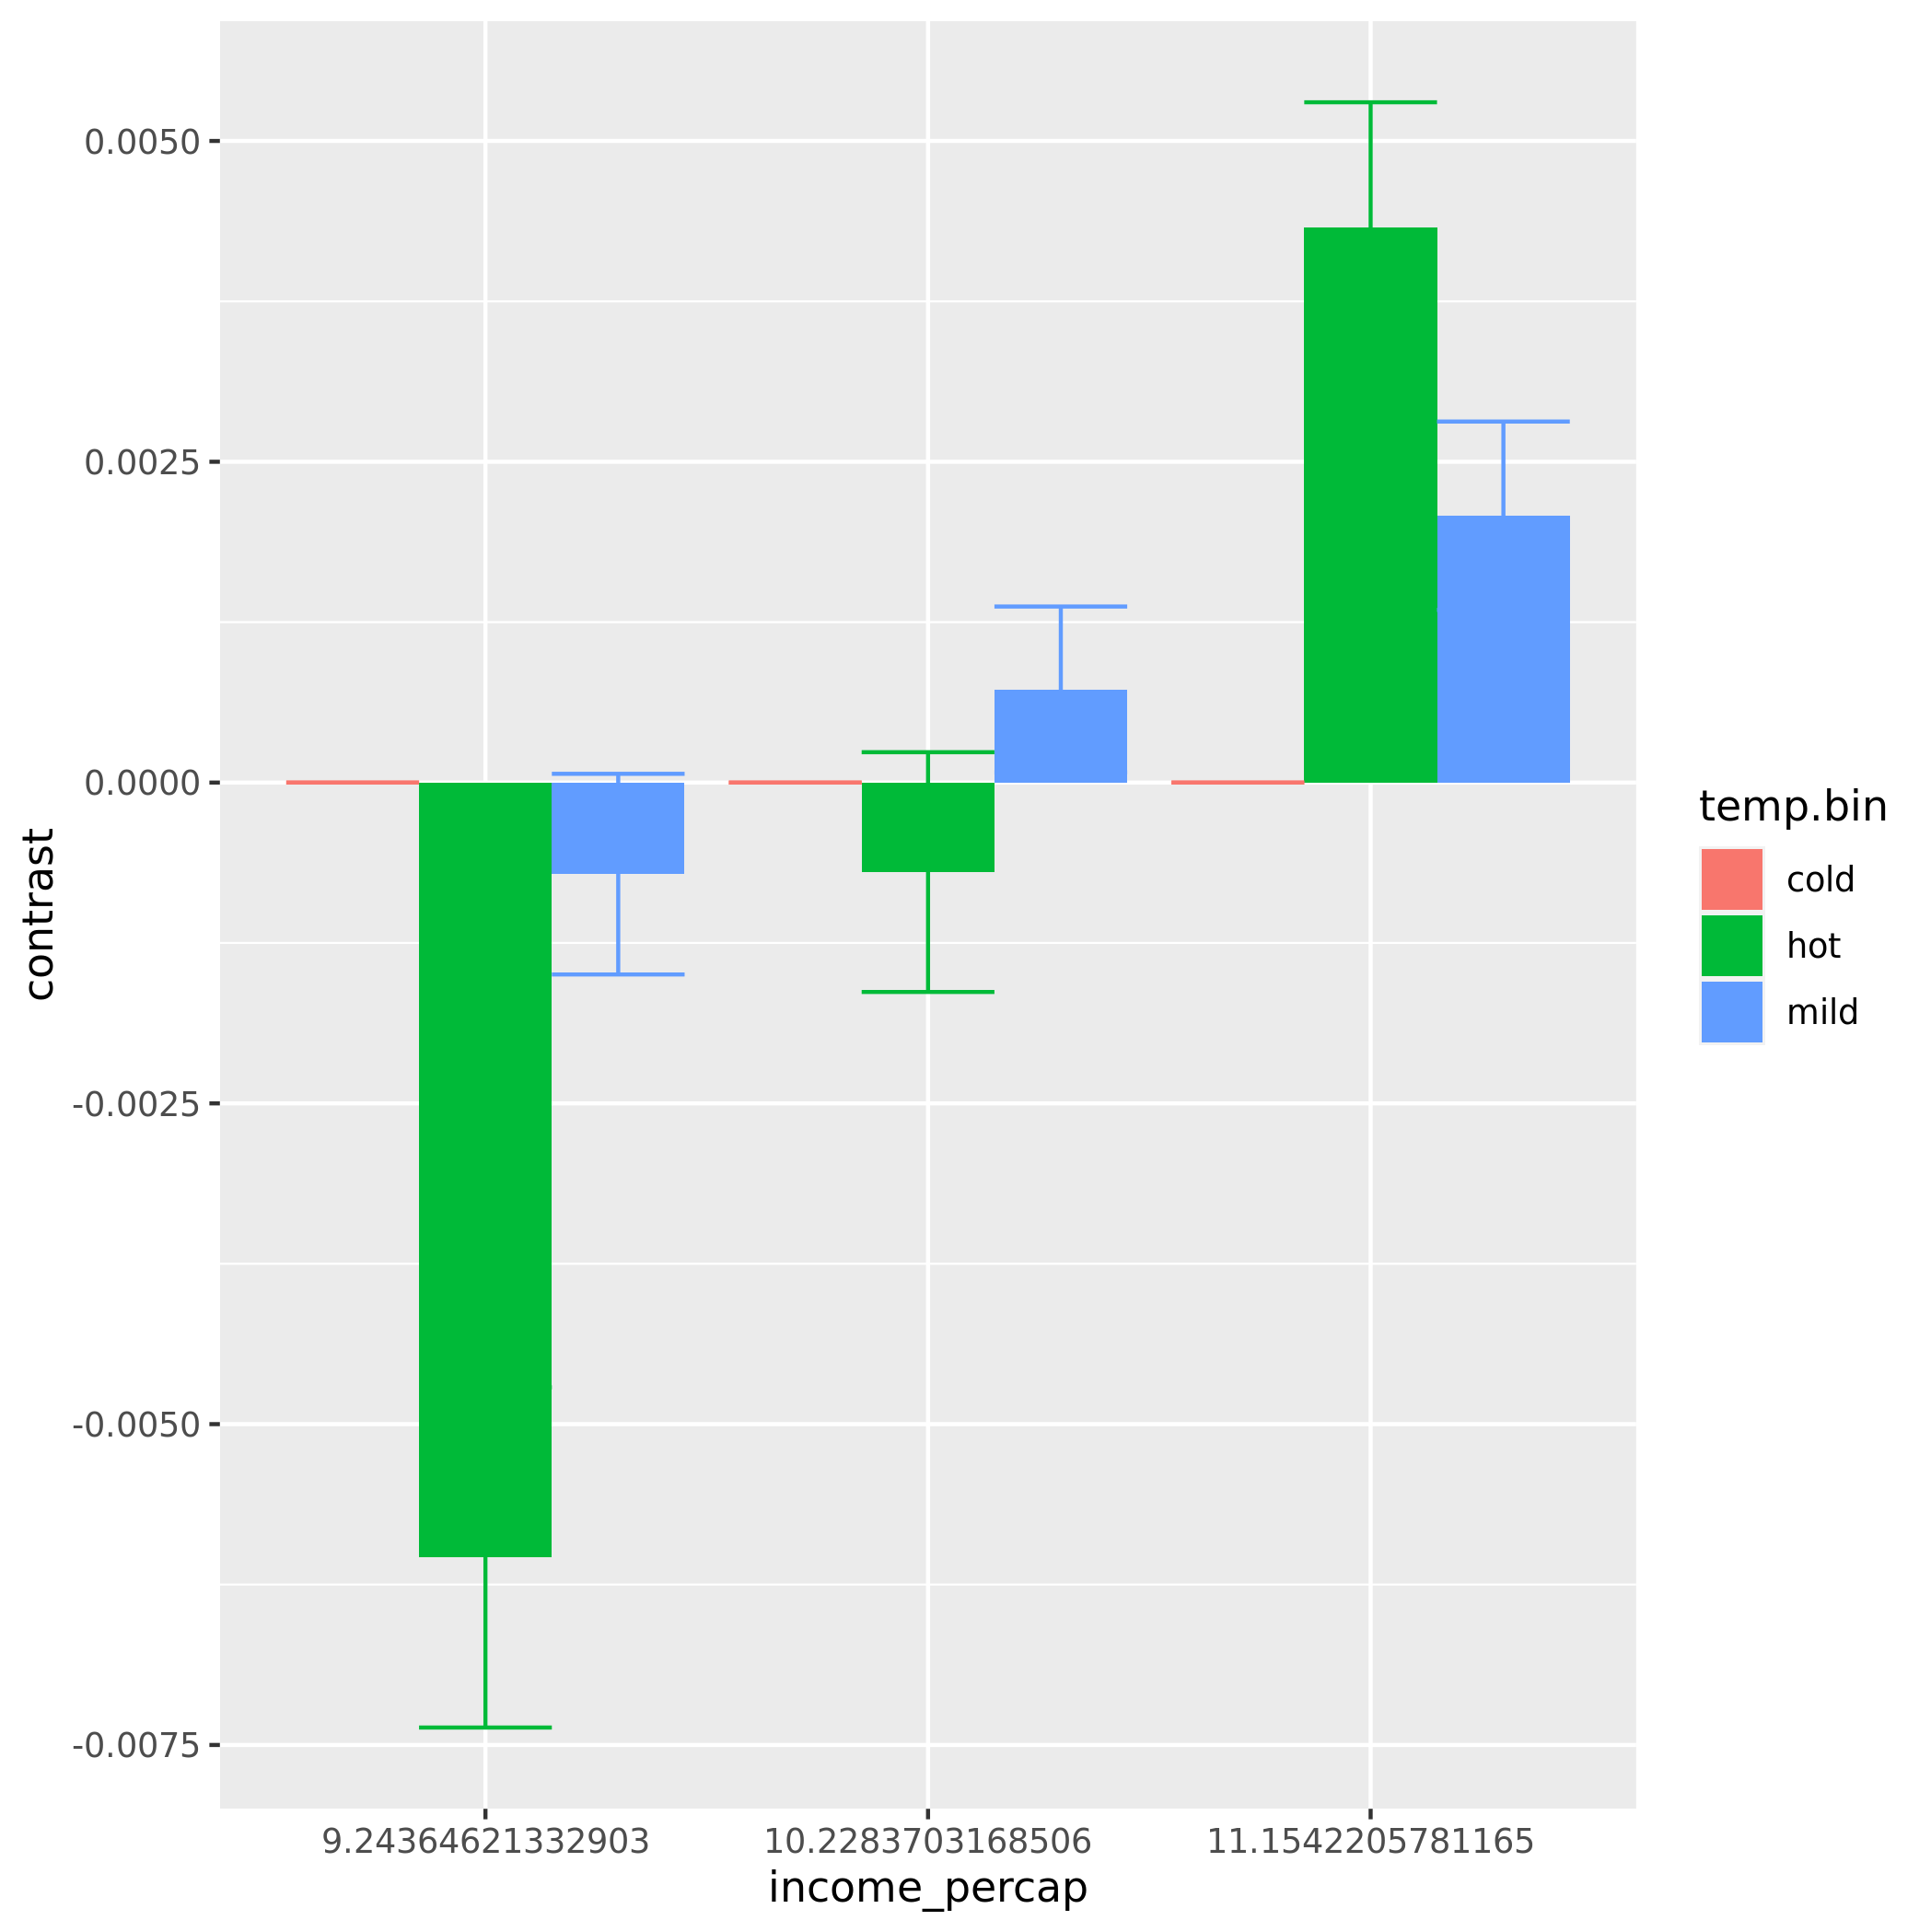 contrast
0.0050
0.0025
0.0000
-0.0025
-0.0050
-0.0075
9.24364621332903
10.2283703168506
11.1542205781165
income_percap
temp.bin
cold
hot
mild